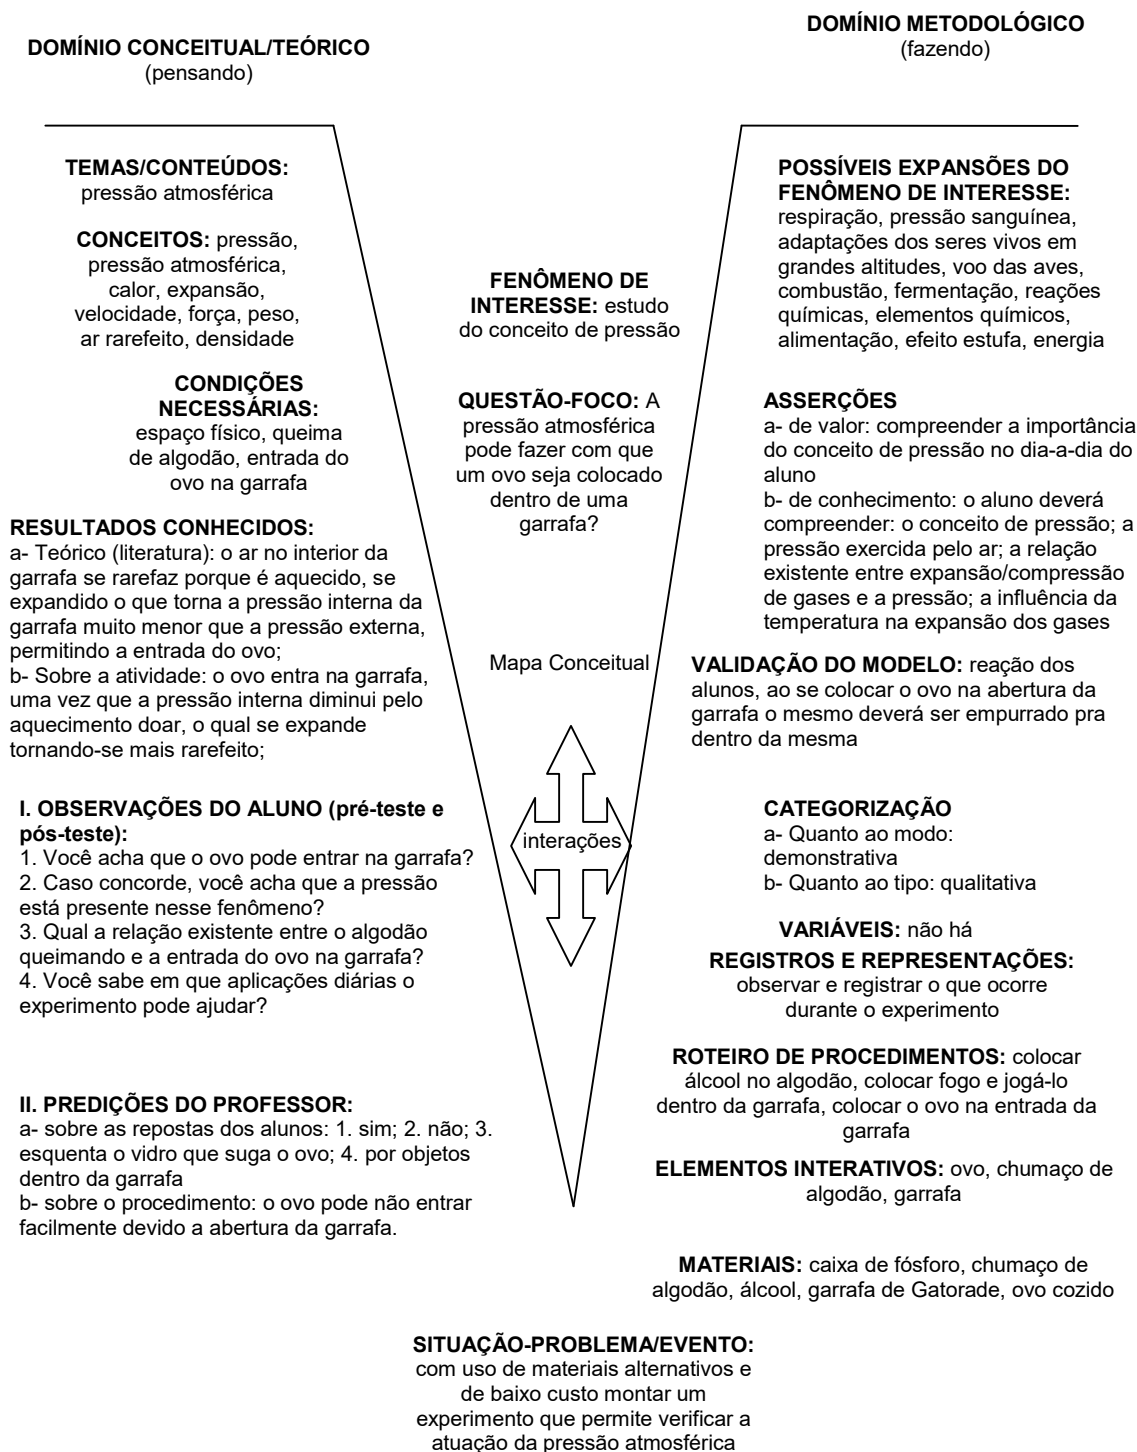 DOMÍNIO CONCEITUAL/TEÓRICO
(pensando)
DOMÍNIO METODOLÓGICO
(fazendo)
TEMAS/CONTEÚDOS:
pressão atmosférica
CONCEITOS: pressão,
pressão atmosférica,
calor, expansão,
velocidade, força, peso,
ar rarefeito, densidade
CONDIÇÕES
NECESSÁRIAS:
espaço físico, queima
de algodão, entrada do
ovo na garrafa
RESULTADOS CONHECIDOS:
a- Teórico (literatura): o ar no interior da
garrafa se rarefaz porque é aquecido, se
expandido o que torna a pressão interna da
garrafa muito menor que a pressão externa,
permitindo a entrada do ovo;
b- Sobre a atividade: o ovo entra na garrafa,
uma vez que a pressão interna diminui pelo
aquecimento doar, o qual se expande
tornando-se mais rarefeito;
I. OBSERVAÇÕES DO ALUNO (pré-teste e
pós-teste):
1. Você acha que o ovo pode entrar na garrafa?
2. Caso concorde, você acha que a pressão
está presente nesse fenômeno?
3. Qual a relação existente entre o algodão
queimando e a entrada do ovo na garrafa?
4. Você sabe em que aplicações diárias o
experimento pode ajudar?
II. PREDIÇÕES DO PROFESSOR:
a- sobre as repostas dos alunos: 1. sim; 2. não; 3.
esquenta o vidro que suga o ovo; 4. por objetos
dentro da garrafa
b- sobre o procedimento: o ovo pode não entrar
facilmente devido a abertura da garrafa.
FENÔMENO DE
INTERESSE: estudo
do conceito de pressão
QUESTÃO-FOCO: A
pressão atmosférica
pode fazer com que
um ovo seja colocado
dentro de uma
garrafa?
Mapa Conceitual
interações
POSSÍVEIS EXPANSÕES DO
FENÔMENO DE INTERESSE:
respiração, pressão sanguínea,
adaptações dos seres vivos em
grandes altitudes, voo das aves,
combustão, fermentação, reações
químicas, elementos químicos,
alimentação, efeito estufa, energia
ASSERÇÕES
a- de valor: compreender a importância
do conceito de pressão no dia-a-dia do
aluno
b- de conhecimento: o aluno deverá
compreender: o conceito de pressão; a
pressão exercida pelo ar; a relação
existente entre expansão/compressão
de gases e a pressão; a influência da
temperatura na expansão dos gases
VALIDAÇÃO DO MODELO: reação dos
alunos, ao se colocar o ovo na abertura da
garrafa o mesmo deverá ser empurrado pra
dentro da mesma
CATEGORIZAÇÃO
a- Quanto ao modo:
demonstrativa
b- Quanto ao tipo: qualitativa
VARIÁVEIS: não há
REGISTROS E REPRESENTAÇÕES:
observar e registrar o que ocorre
durante o experimento
ROTEIRO DE PROCEDIMENTOS: colocar
álcool no algodão, colocar fogo e jogá-lo
dentro da garrafa, colocar o ovo na entrada da
garrafa
ELEMENTOS INTERATIVOS: ovo, chumaço de
algodão, garrafa
MATERIAIS: caixa de fósforo, chumaço de
algodão, álcool, garrafa de Gatorade, ovo cozido
SITUAÇÃO-PROBLEMA/EVENTO:
com uso de materiais alternativos e
de baixo custo montar um
experimento que permite verificar a
atuação da pressão atmosférica